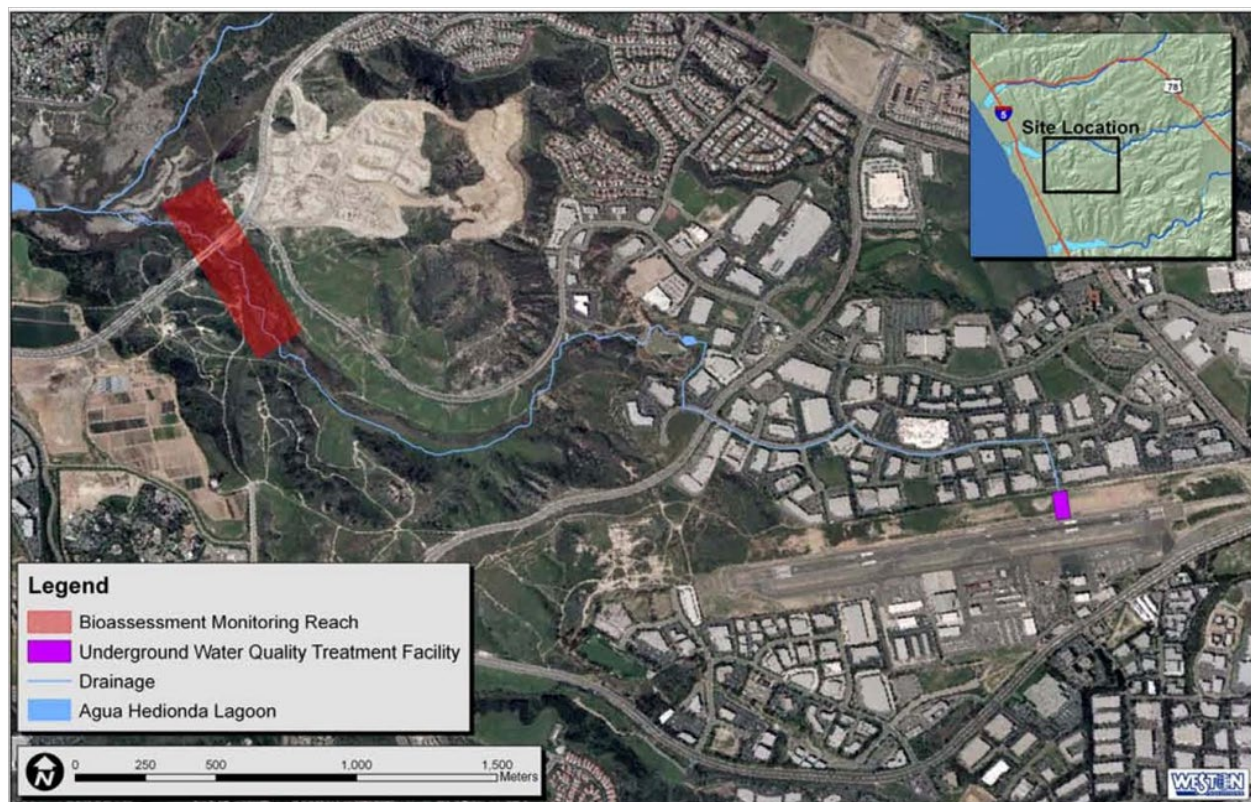 78
5
Site Location
Legend
Bioassessment Monitoring Reach
Underground Water Quality Treatment Facility
Drainage
Agua Hedionda Lagoon
N
0 250 500 1,000 1,500
Meters
WESTON